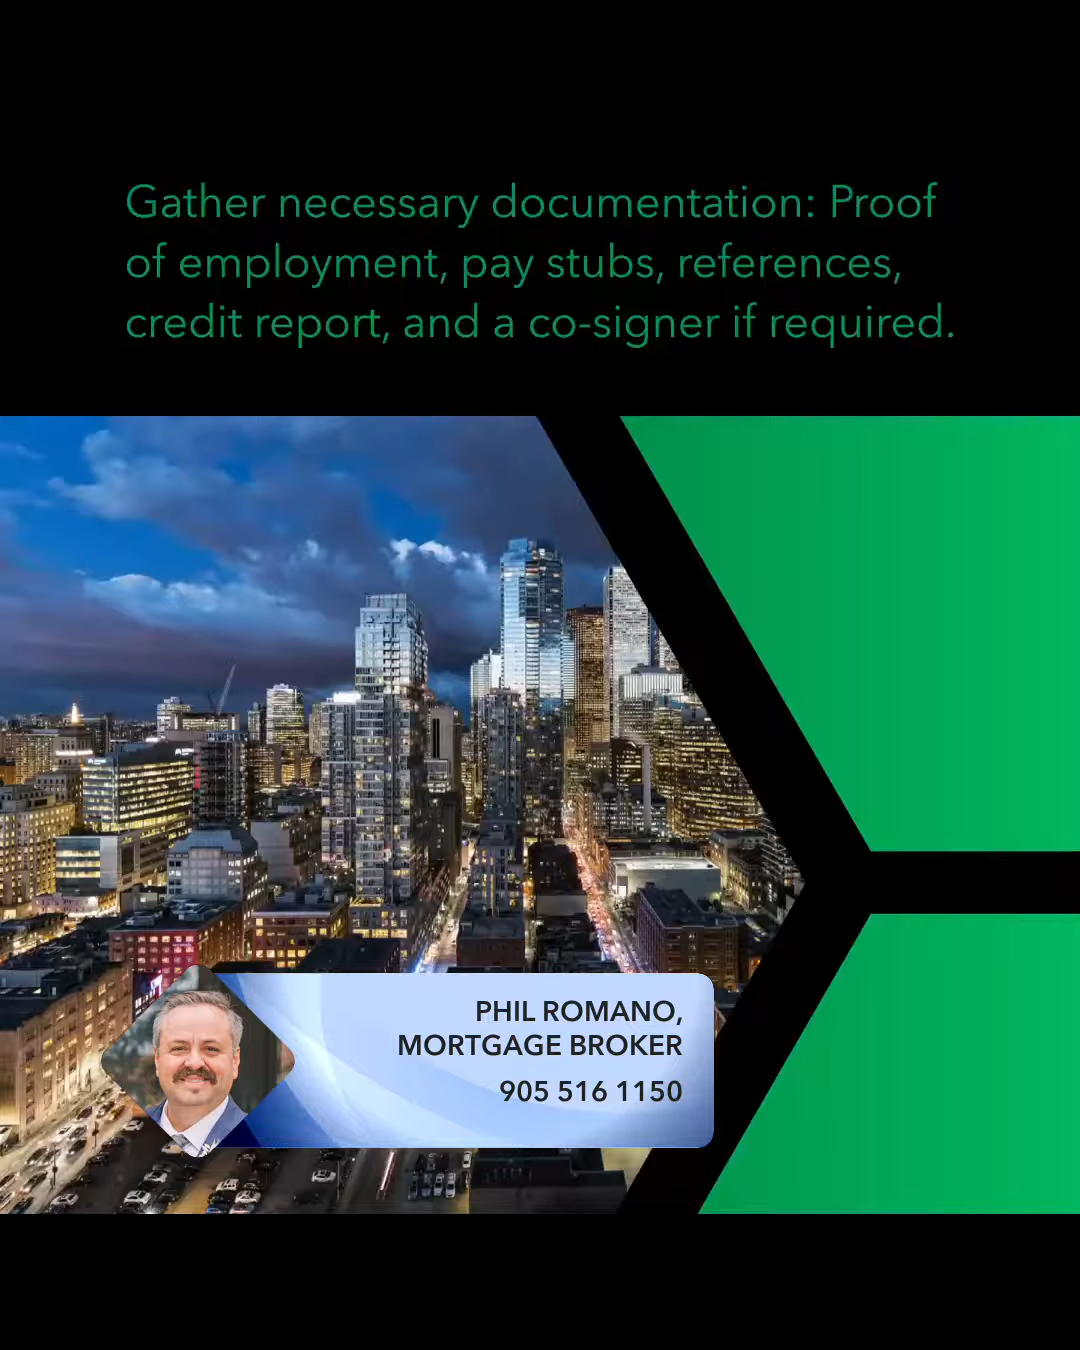 Gather necessary documentation: Proof
of employment, pay stubs, references,
credit report, and a co-signer if required.
PHIL ROMANO,
MORTGAGE BROKER
905 516 1150